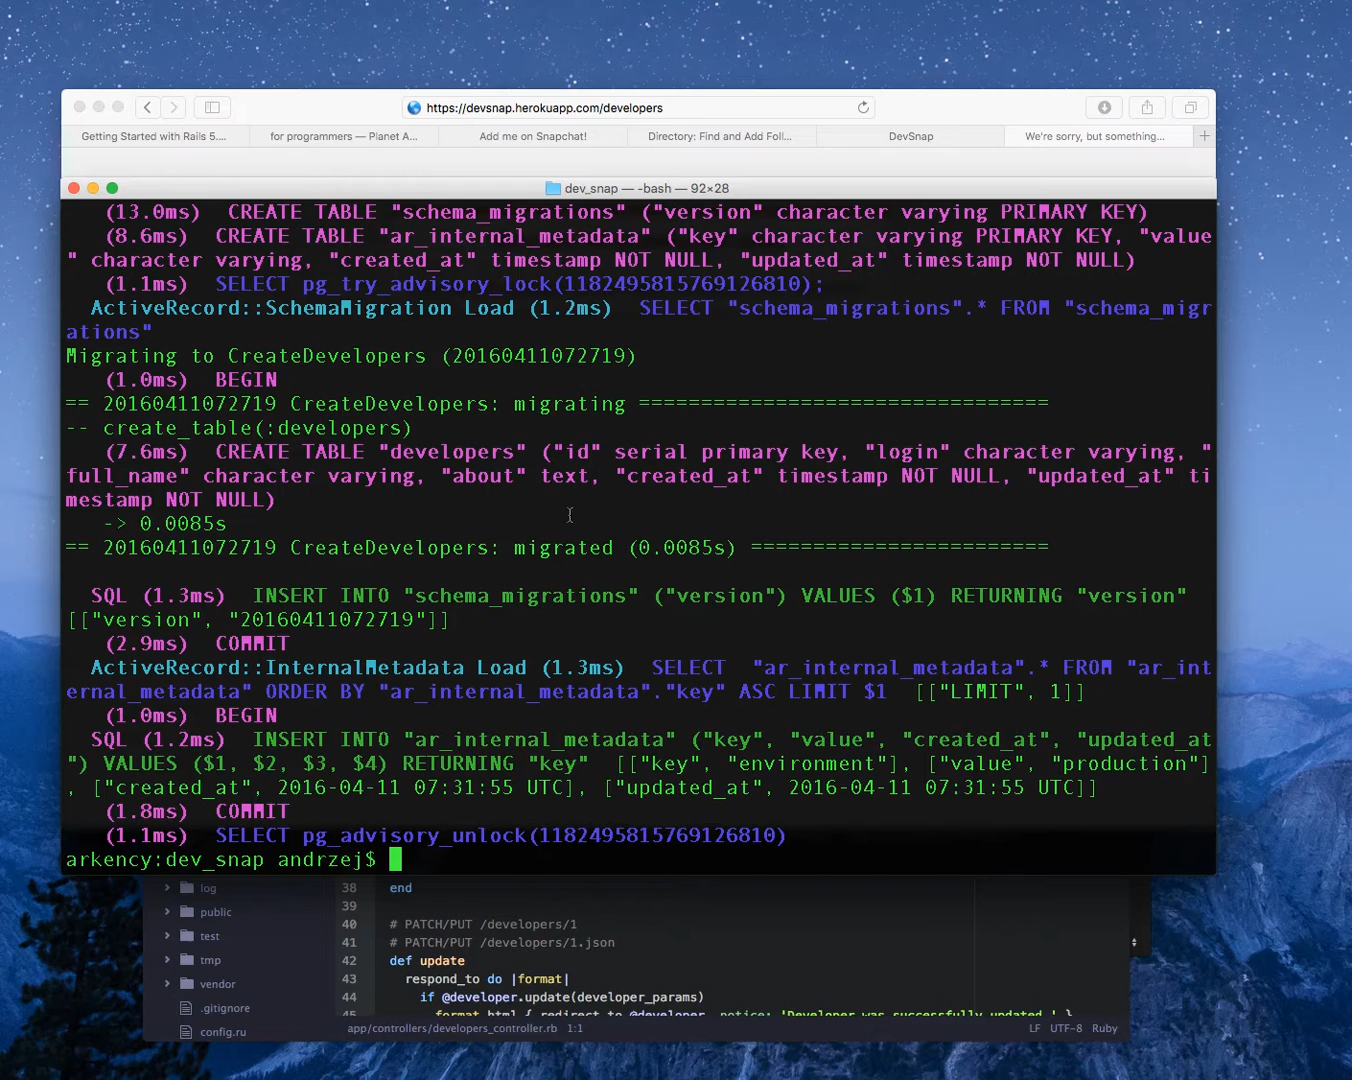 https://devsnap.herokuapp.com/developers
Getting Started with Rails 5.... for programmers — Planet A... Add me on Snapchat! Directory: Find and Add Foll... DevSnap We're sorry, but something... +
dev_snap — -bash — 92×28
(13.0ms) CREATE TABLE "schema_migrations" ("version" character varying PRIMARY KEY)
(8.6ms) CREATE TABLE "ar_internal_metadata" ("key" character varying PRIMARY KEY, "value
" character varying, "created_at" timestamp NOT NULL, "updated_at" timestamp NOT NULL)
(1.1ms) SELECT pg_try_advisory_lock(1182495815769126810);
ActiveRecord::SchemaMigration Load (1.2ms) SELECT "schema_migrations".* FROM "schema_migr
ations"
Migrating to CreateDevelopers (20160411072719)
(1.0ms) BEGIN
== 20160411072719 CreateDevelopers: migrating =================================
-- create_table(:developers)
(7.6ms) CREATE TABLE "developers" ("id" serial primary key, "login" character varying, "
full_name" character varying, "about" text, "created_at" timestamp NOT NULL, "updated_at" ti
mestamp NOT NULL)
-> 0.0085s
== 20160411072719 CreateDevelopers: migrated (0.0085s) ========================
SQL (1.3ms) INSERT INTO "schema_migrations" ("version") VALUES ($1) RETURNING "version"
[["version", "20160411072719"]]
(2.9ms) COMMIT
ActiveRecord::InternalMetadata Load (1.3ms) SELECT "ar_internal_metadata".* FROM "ar_int
ernal_metadata" ORDER BY "ar_internal_metadata"."key" ASC LIMIT $1 [["LIMIT", 1]]
(1.0ms) BEGIN
SQL (1.2ms) INSERT INTO "ar_internal_metadata" ("key", "value", "created_at", "updated_at
") VALUES ($1, $2, $3, $4) RETURNING "key" [["key", "environment"], ["value", "production"]
, ["created_at", 2016-04-11 07:31:55 UTC], ["updated_at", 2016-04-11 07:31:55 UTC]]
(1.8ms) COMMIT
(1.1ms) SELECT pg_advisory_unlock(1182495815769126810)
arkency:dev_snap andrzej$
log
public
test
tmp
vendor
.gitignore
config.ru
38 end
39
40 # PATCH/PUT /developers/1
41 # PATCH/PUT /developers/1.json
42 def update
43 respond_to do |format|
44 if @developer.update(developer_params)
45 format.html { redirect_to @developer, notice: 'Developer was successfully updated.' }
app/controllers/developers_controller.rb 1:1 LF UTF-8 Ruby